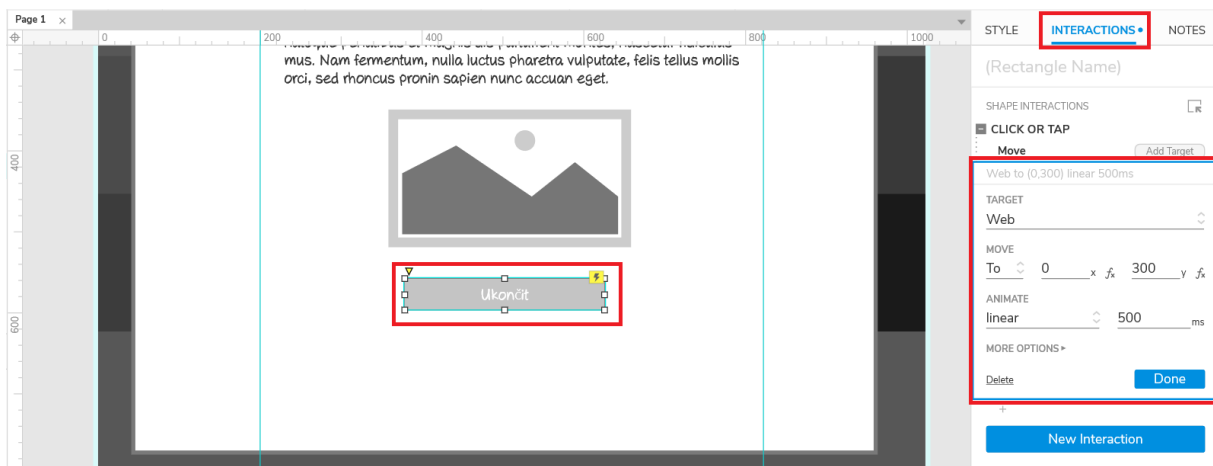 Page 1 ×
STYLE INTERACTIONS NOTES
0 200 400 600 800 1000
mus. Nam fermentum, nulla luctus pharetra vulputate, felis tellus mollis
orci, sed rhoncus pronin sapien nunc accuan eget.
(Rectangle Name)
SHAPE INTERACTIONS
CLICK OR TAP
Move Add Target
400
Web to (0,300) linear 500ms
TARGET
Web
MOVE
To 0 x fx 300 y fx
Ukončit
ANIMATE
linear 500 ms
600
MORE OPTIONS
Delete Done
+
New Interaction